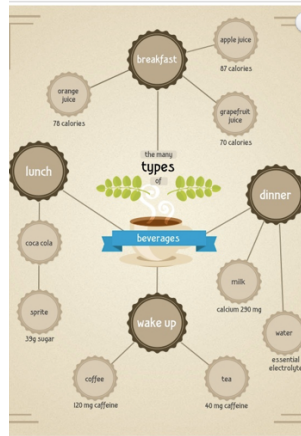 breakfast
apple juice
87 calories
orange
juice
78 calories
grapefruit
juice
70 calories
the many
types
of
beverages
lunch
coca cola
sprite
39g sugar
dinner
milk
calcium 290 mg
water
essential
electrolyte
wake up
coffee
120 mg caffeine
tea
40 mg caffeine